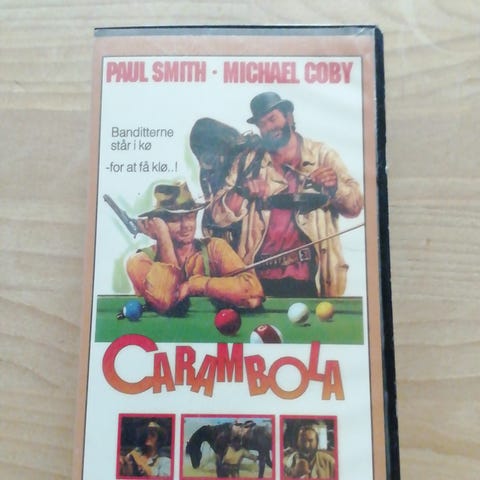 PAUL SMITH · MICHAEL COBY
Banditterne
står i kø
-for at få klø..!
CARAMBOLA